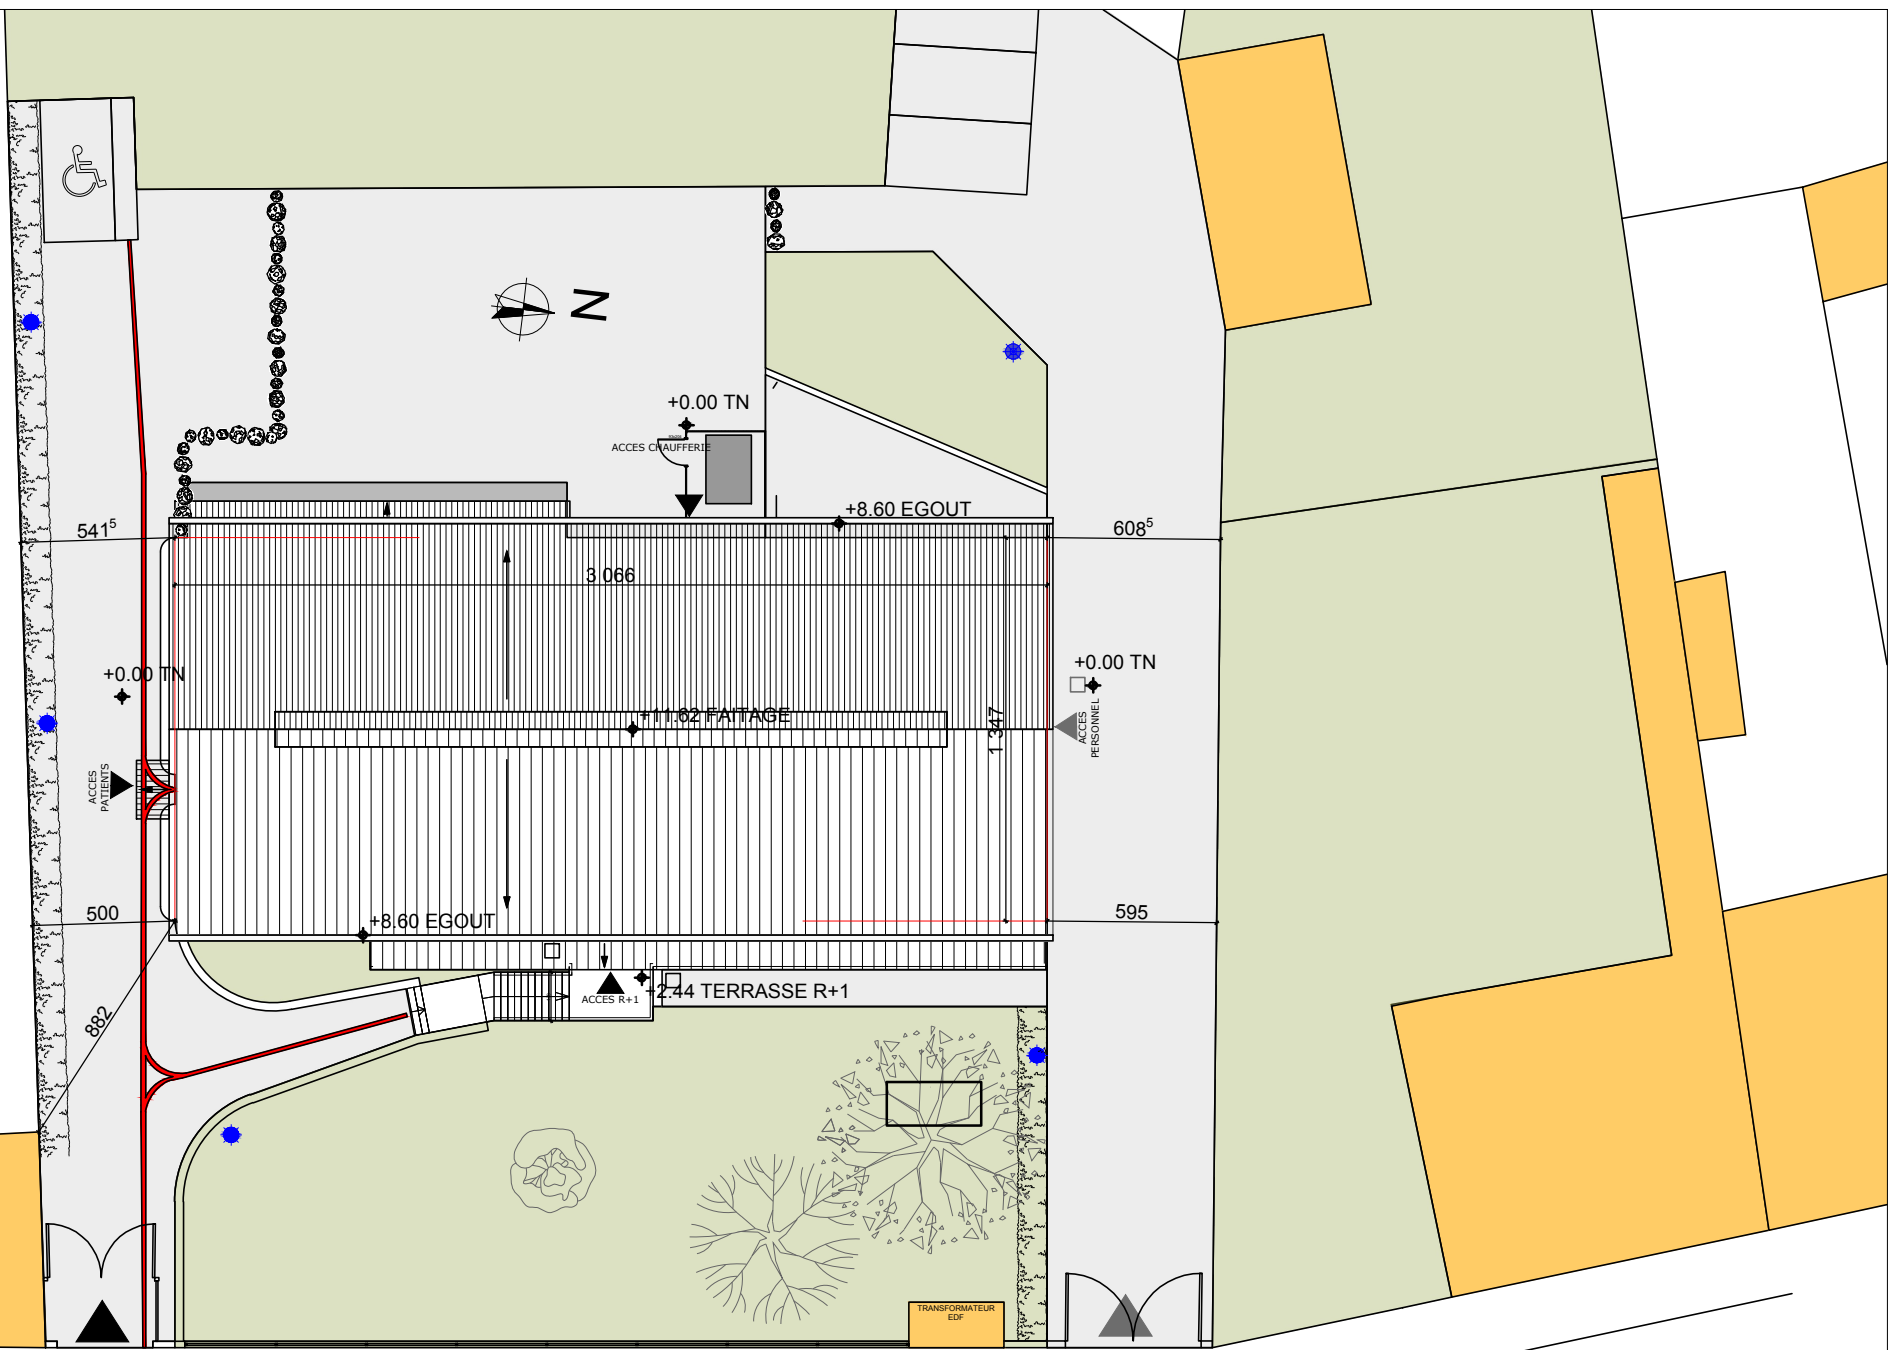 N
+0.00 TN
ACCES CHAUFFERIE
+8.60 EGOUT
541⁵
608⁵
3 066
+0.00 TN
+0.00 TN
ACCES
PERSONNEL
+11.62 FAITAGE
1 347
ACCES
PATIENTS
500
+8.60 EGOUT
595
+2.44 TERRASSE R+1
ACCES R+1
882
TRANSFORMATEUR
EDF